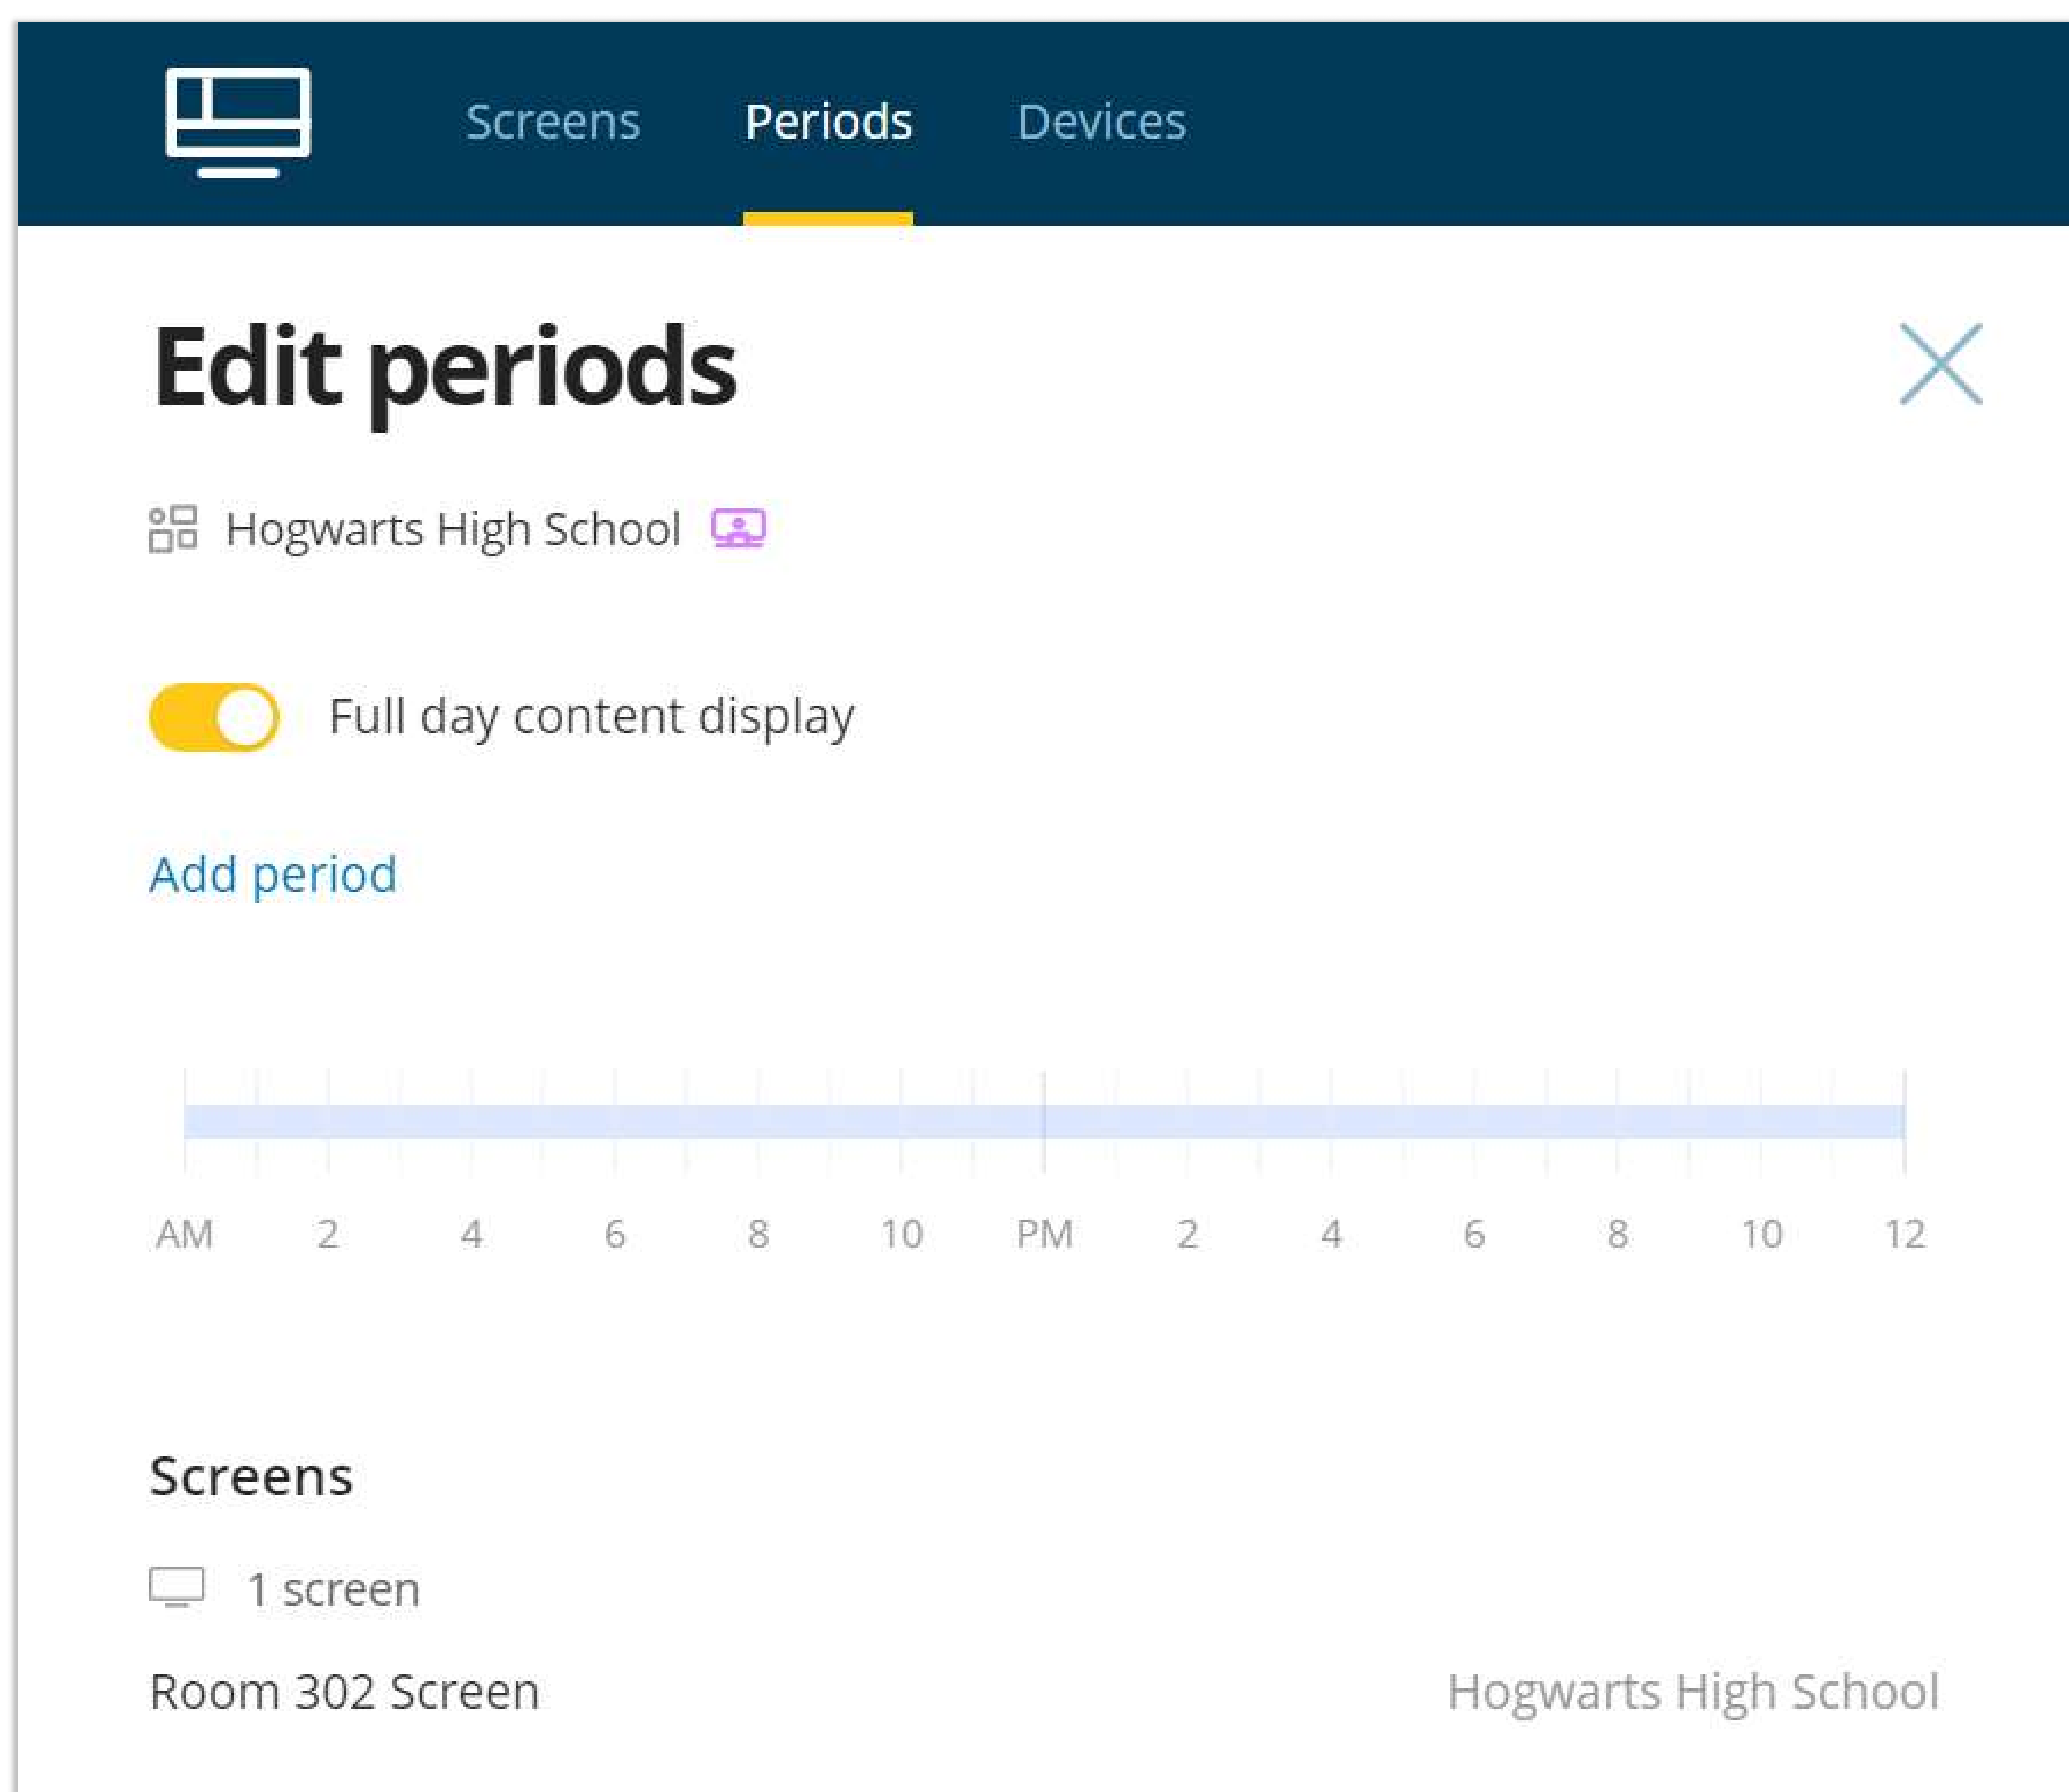 Screens Periods Devices
Edit periods
Hogwarts High School
Full day content display
Add period
AM 2 4 6 8 10 PM 2 4 6 8 10 12
Screens
1 screen
Room 302 Screen Hogwarts High School